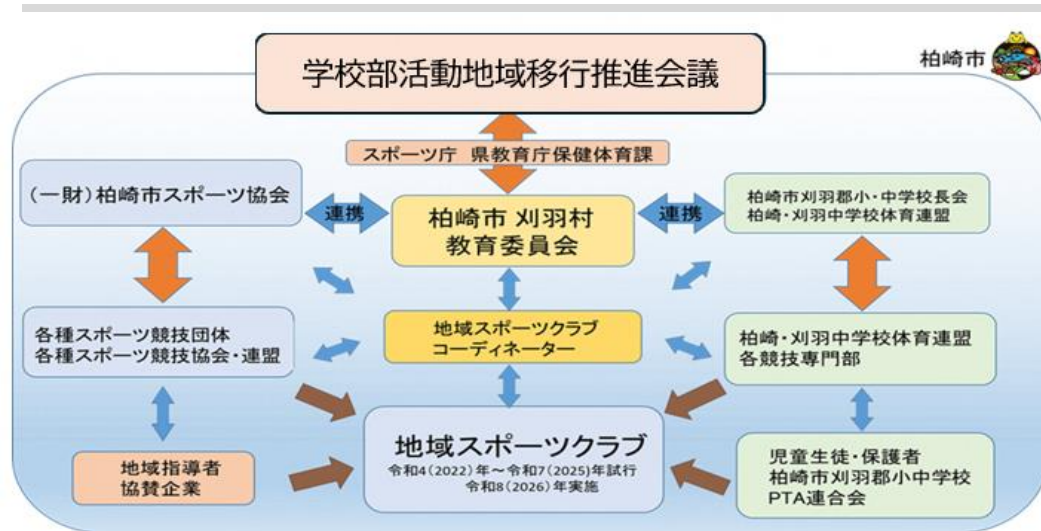 学校部活動地域移行推進会議
柏崎市
スポーツ庁 県教育庁保健体育課
(一財)柏崎市スポーツ協会
連携
柏崎市 刈羽村
教育委員会
連携
柏崎市刈羽郡小・中学校長会
柏崎・刈羽中学校体育連盟
各種スポーツ競技団体
各種スポーツ競技協会・連盟
地域スポーツクラブ
コーディネーター
柏崎・刈羽中学校体育連盟
各競技専門部
地域指導者
協賛企業
地域スポーツクラブ
令和4(2022)年~令和7(2025)年試行
令和8(2026)年実施
児童生徒・保護者
柏崎市刈羽郡小中学校
PTA連合会